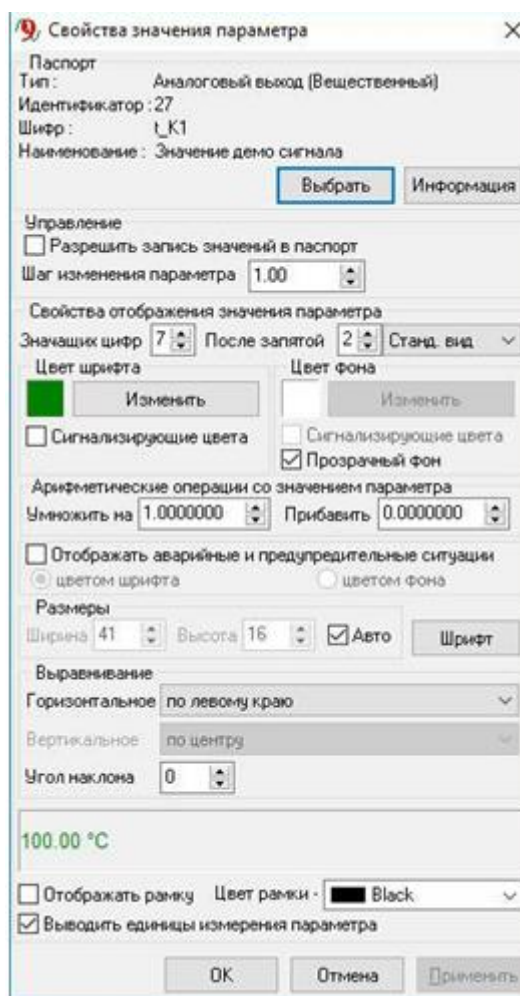 Свойства значения параметра
Паспорт
Тип : Аналоговый выход (Вещественный)
Идентификатор : 27
Шифр : t_K1
Наименование : Значение демо сигнала
Выбрать Информация
Управление
Разрешить запись значений в паспорт
Шаг изменения параметра 1.00
Свойства отображения значения параметра
Значащих цифр 7 После запятой 2 Станд. вид
Цвет шрифта Цвет фона
Изменить Изменить
Сигнализирующие цвета Сигнализирующие цвета
Прозрачный фон
Арифметические операции со значением параметра
Умножить на 1.0000000 Прибавить 0.0000000
Отображать аварийные и предупредительные ситуации
цветом шрифта цветом фона
Размеры
Ширина 41 Высота 16 Авто Шрифт
Выравнивание
Горизонтальное по левому краю
Вертикальное по центру
Угол наклона 0
100.00 °C
Отображать рамку Цвет рамки - Black
Выводить единицы измерения параметра
OK Отмена Применить